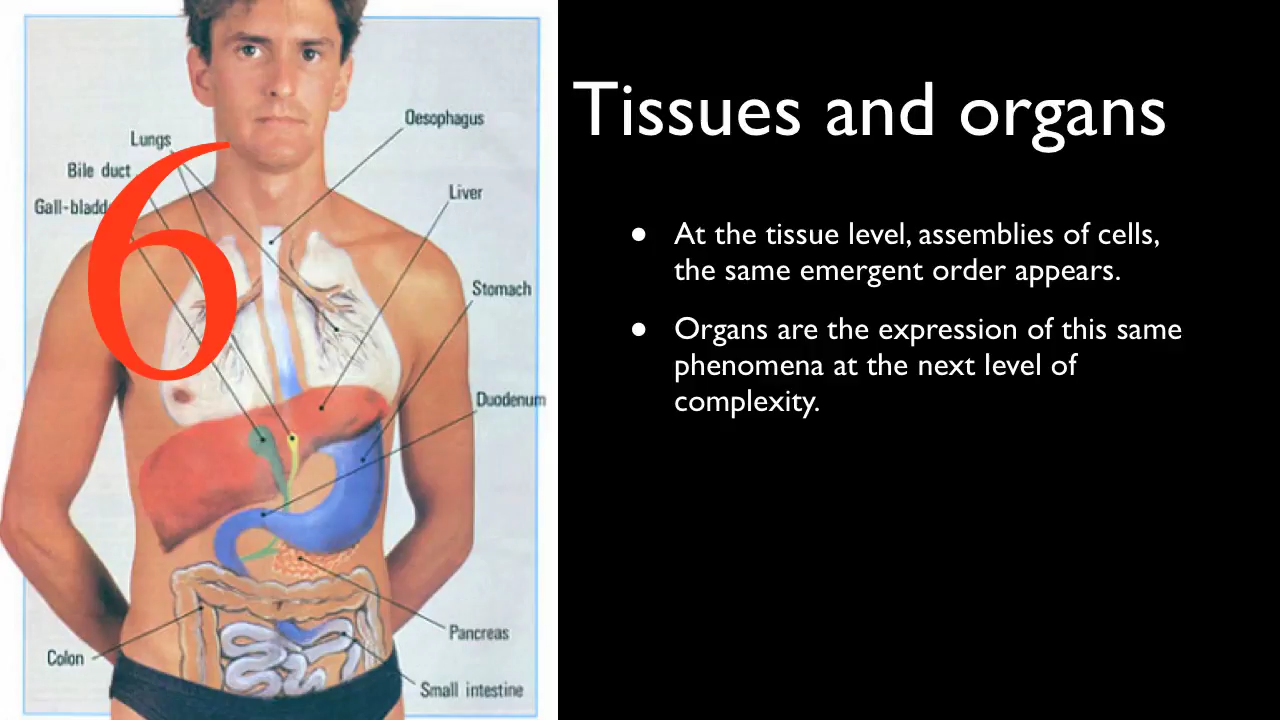 Tissues and organs
At the tissue level, assemblies of cells,
the same emergent order appears.
Organs are the expression of this same
phenomena at the next level of
complexity.
6
Lungs
Bile duct
Gall-bladd
Oesophagus
Liver
Stomach
Duodenum
Pancreas
Colon
Small intestine